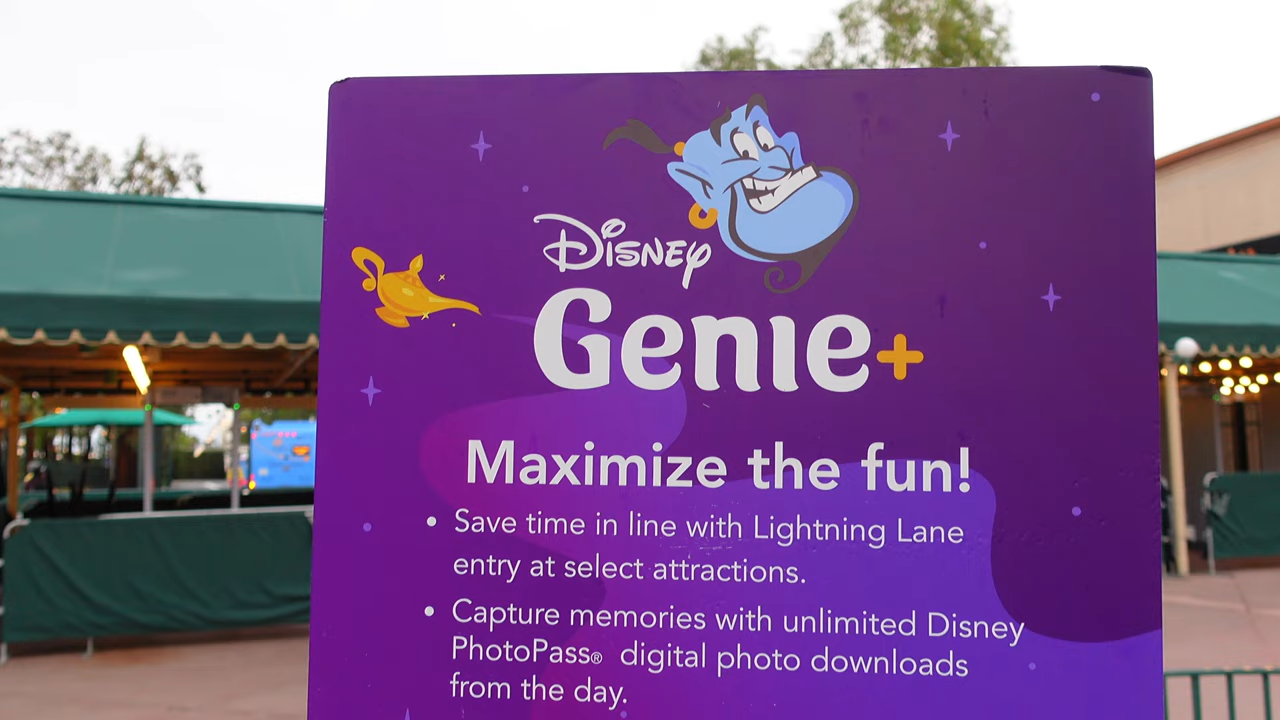 Disney
Genie+
Maximize the fun!
• Save time in line with Lightning Lane
entry at select attractions.
• Capture memories with unlimited Disney
PhotoPass® digital photo downloads
from the day.